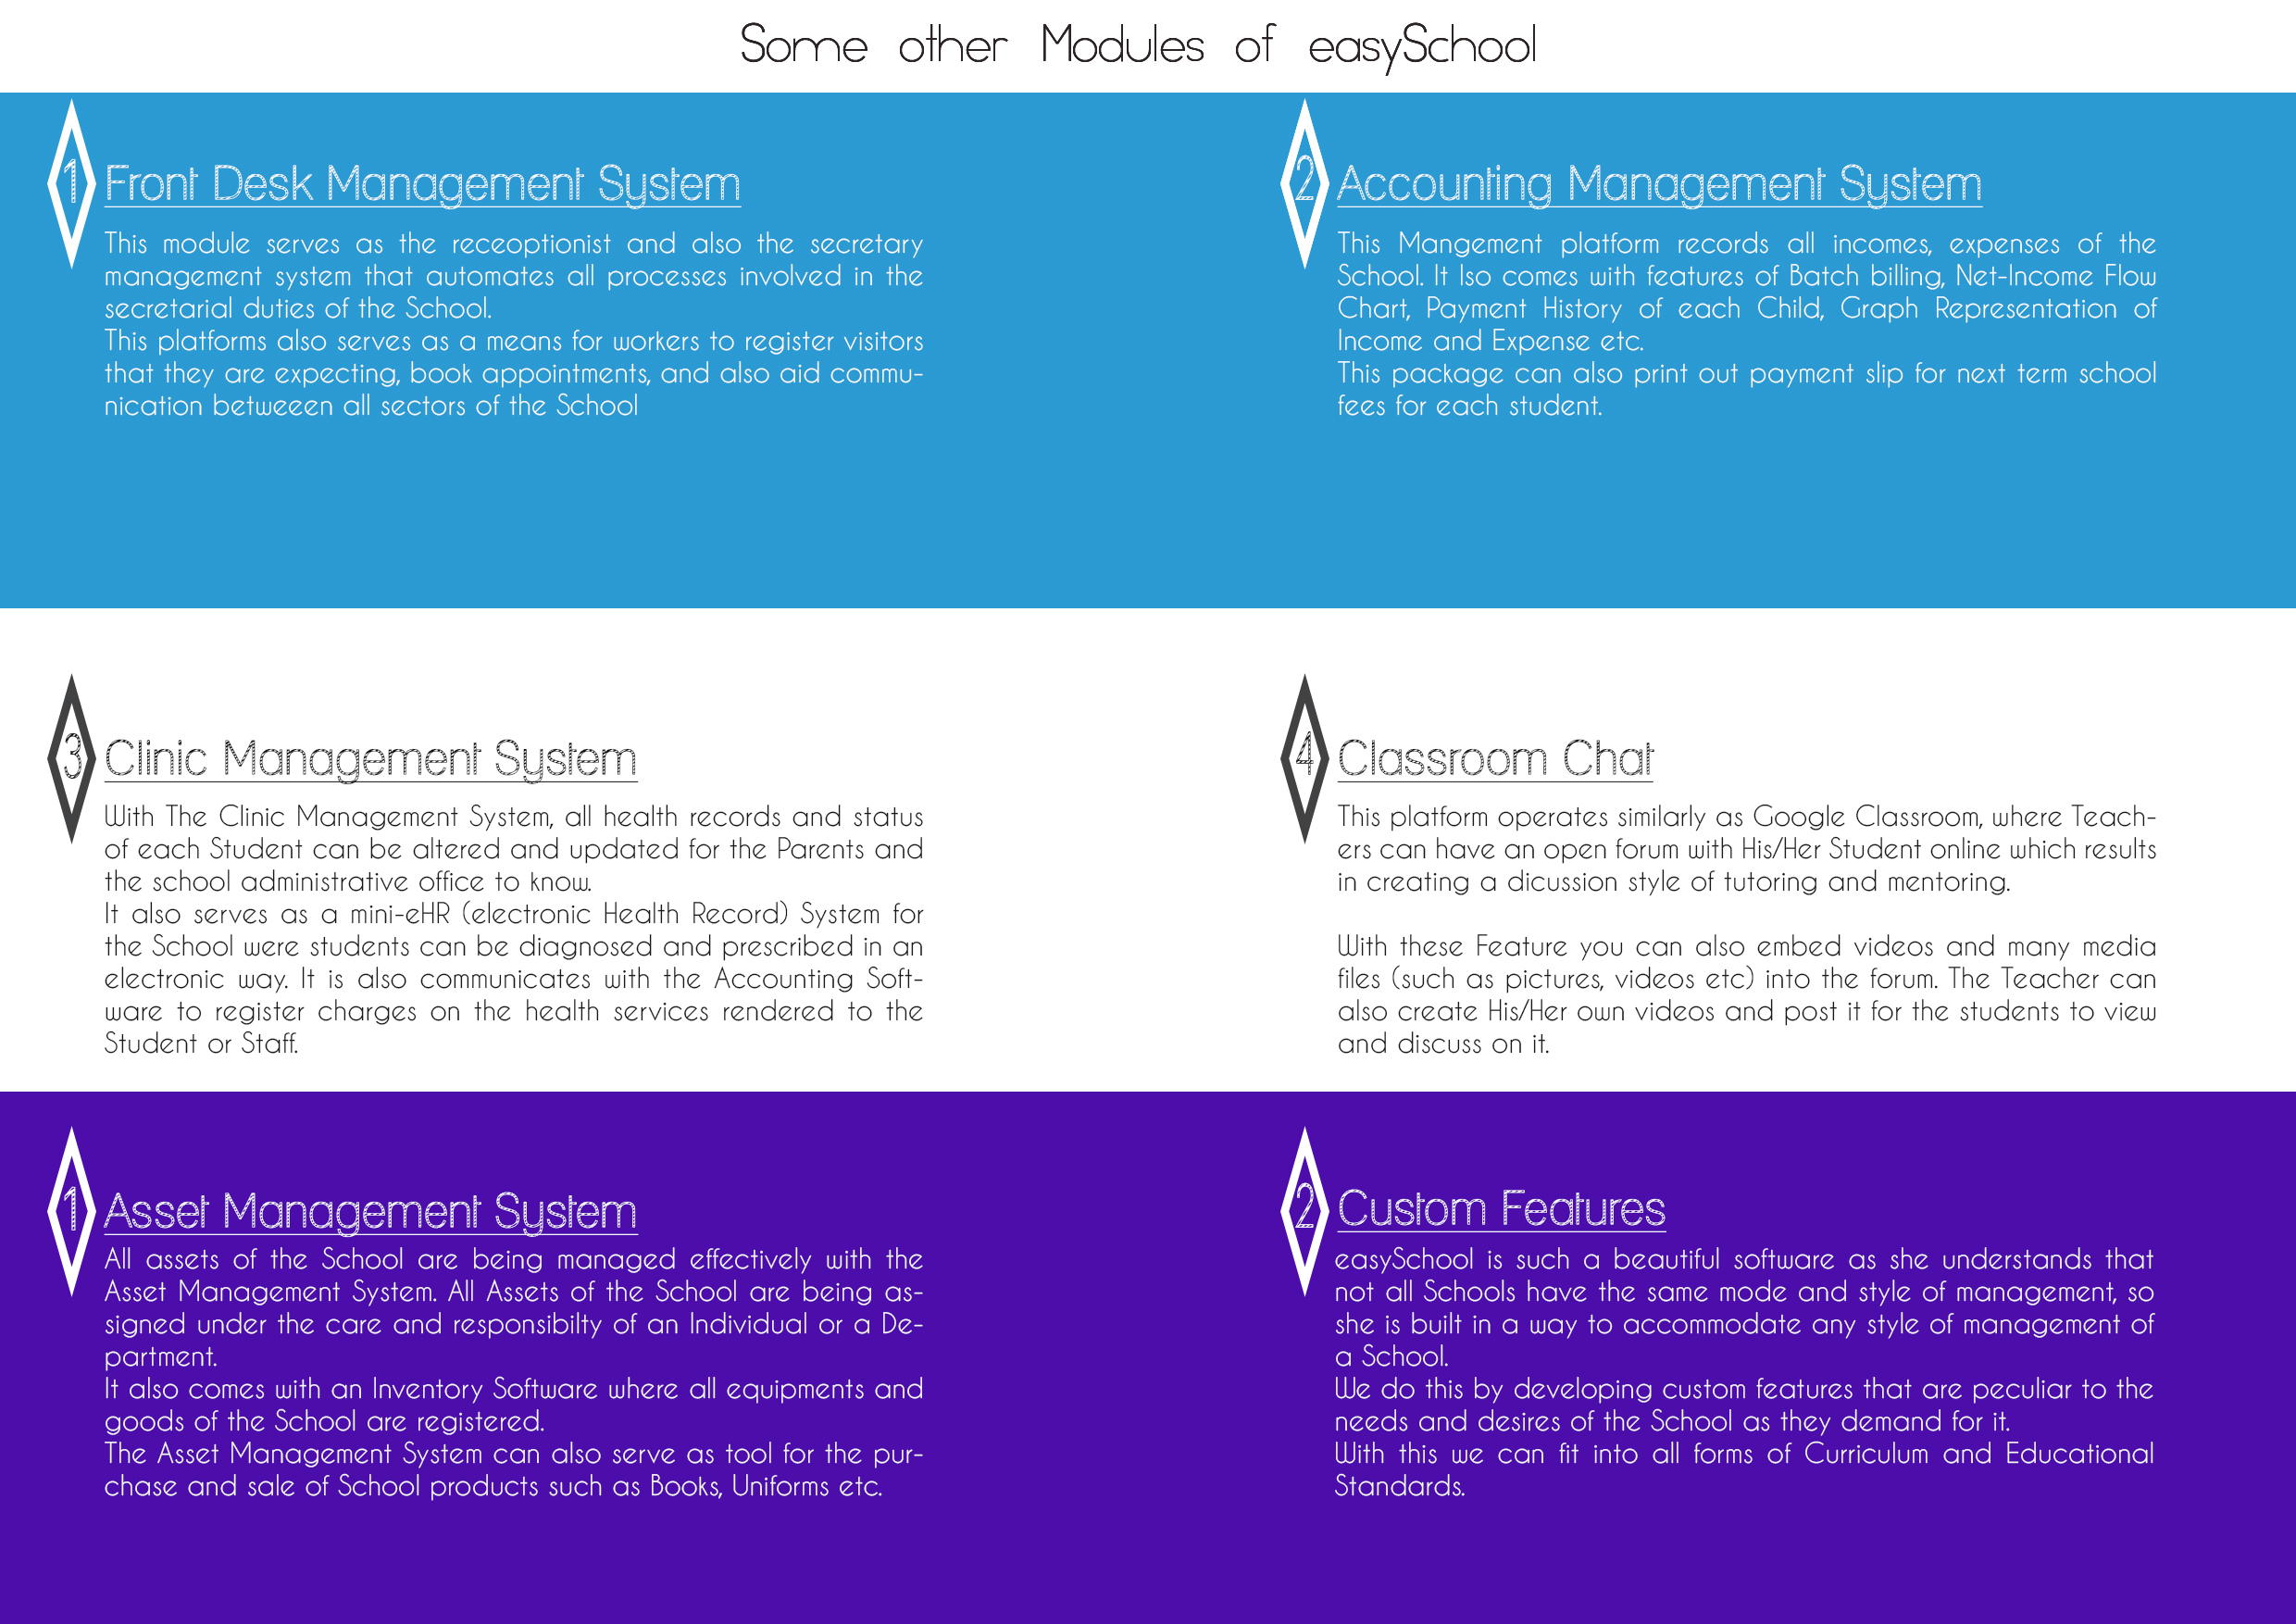 Some other Modules of easySchool
1
Front Desk Management System
This module serves as the receoptionist and also the secretary
management system that automates all processes involved in the
secretarial duties of the School.
This platforms also serves as a means for workers to register visitors
that they are expecting, book appointments, and also aid commu-
nication betweeen all sectors of the School
2
Accounting Management System
This Mangement platform records all incomes, expenses of the
School. It lso comes with features of Batch billing, Net-Income Flow
Chart, Payment History of each Child, Graph Representation of
Income and Expense etc.
This package can also print out payment slip for next term school
fees for each student.
3
Clinic Management System
With The Clinic Management System, all health records and status
of each Student can be altered and updated for the Parents and
the school administrative office to know.
It also serves as a mini-eHR (electronic Health Record) System for
the School were students can be diagnosed and prescribed in an
electronic way. It is also communicates with the Accounting Soft-
ware to register charges on the health services rendered to the
Student or Staff.
4
Classroom Chat
This platform operates similarly as Google Classroom, where Teach-
ers can have an open forum with His/Her Student online which results
in creating a dicussion style of tutoring and mentoring.
With these Feature you can also embed videos and many media
files (such as pictures, videos etc) into the forum. The Teacher can
also create His/Her own videos and post it for the students to view
and discuss on it.
1
Asset Management System
All assets of the School are being managed effectively with the
Asset Management System. All Assets of the School are being as-
signed under the care and responsibilty of an Individual or a De-
partment.
It also comes with an Inventory Software where all equipments and
goods of the School are registered.
The Asset Management System can also serve as tool for the pur-
chase and sale of School products such as Books, Uniforms etc.
2
Custom Features
easySchool is such a beautiful software as she understands that
not all Schools have the same mode and style of management, so
she is built in a way to accommodate any style of management of
a School.
We do this by developing custom features that are peculiar to the
needs and desires of the School as they demand for it.
With this we can fit into all forms of Curriculum and Educational
Standards.